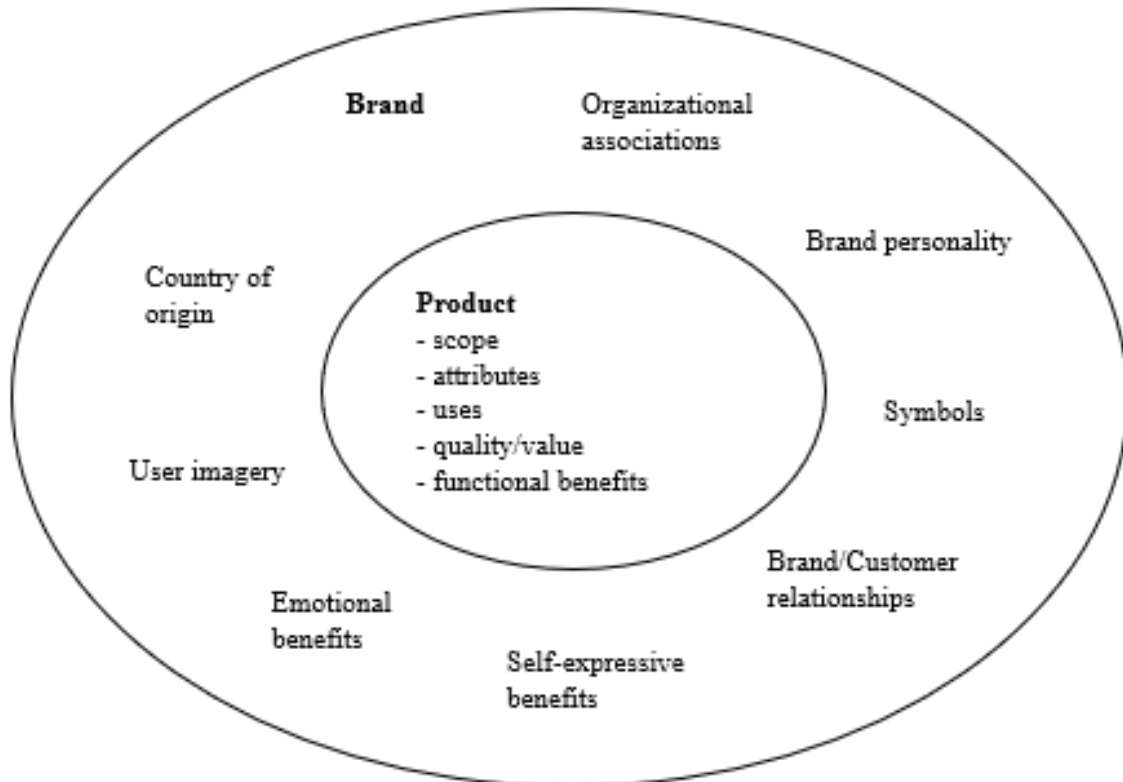 Brand
Organizational
associations
Brand personality
Country of
origin
Product
- scope
- attributes
- uses
- quality/value
- functional benefits
Symbols
User imagery
Brand/Customer
relationships
Emotional
benefits
Self-expressive
benefits